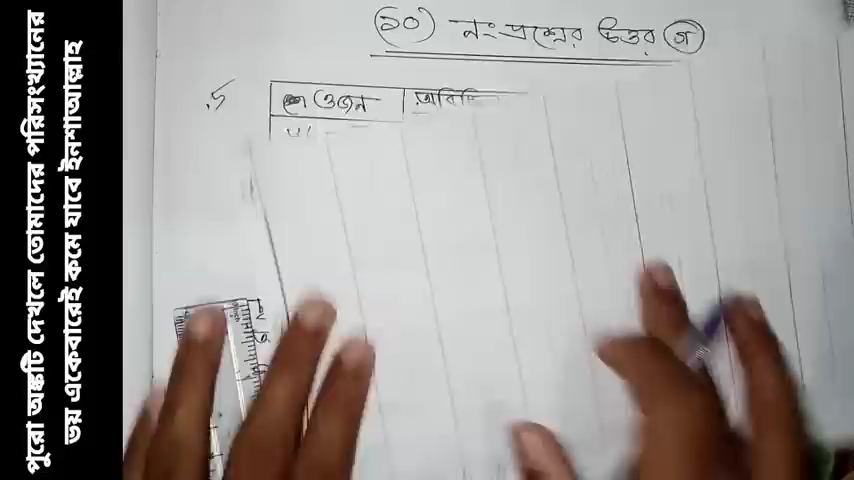 পুরো অঙ্কটি দেখলে তোমাদের পরিসংখ্যানের
ভয় একেবারেই কমে যাবে ইনশাআল্লাহ
(১০) নং প্রশ্নের উত্তর (গ)
ওজন